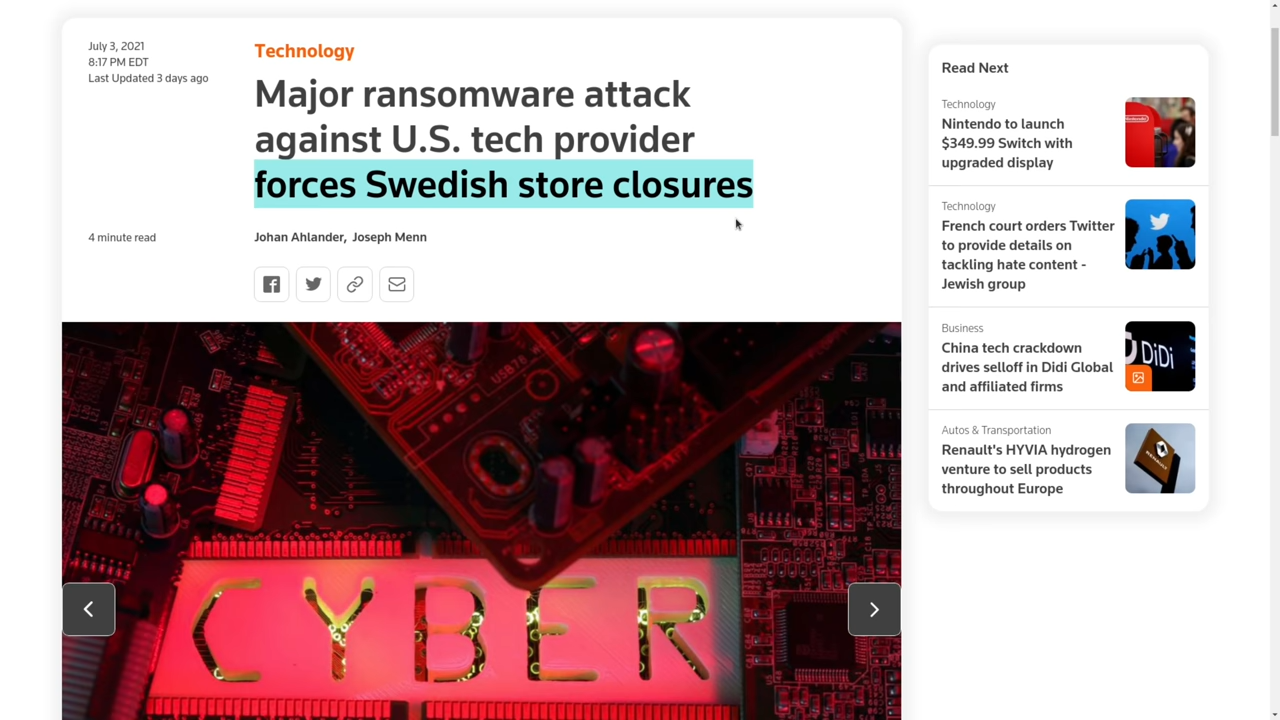 July 3, 2021
8:17 PM EDT
Last Updated 3 days ago
Technology
Major ransomware attack
against U.S. tech provider
forces Swedish store closures
4 minute read
Johan Ahlander, Joseph Menn
CYBER
Read Next
Technology
Nintendo to launch
$349.99 Switch with
upgraded display
Technology
French court orders Twitter
to provide details on
tackling hate content -
Jewish group
Business
China tech crackdown
drives selloff in Didi Global
and affiliated firms
DiDi
Autos & Transportation
Renault's HYVIA hydrogen
venture to sell products
throughout Europe